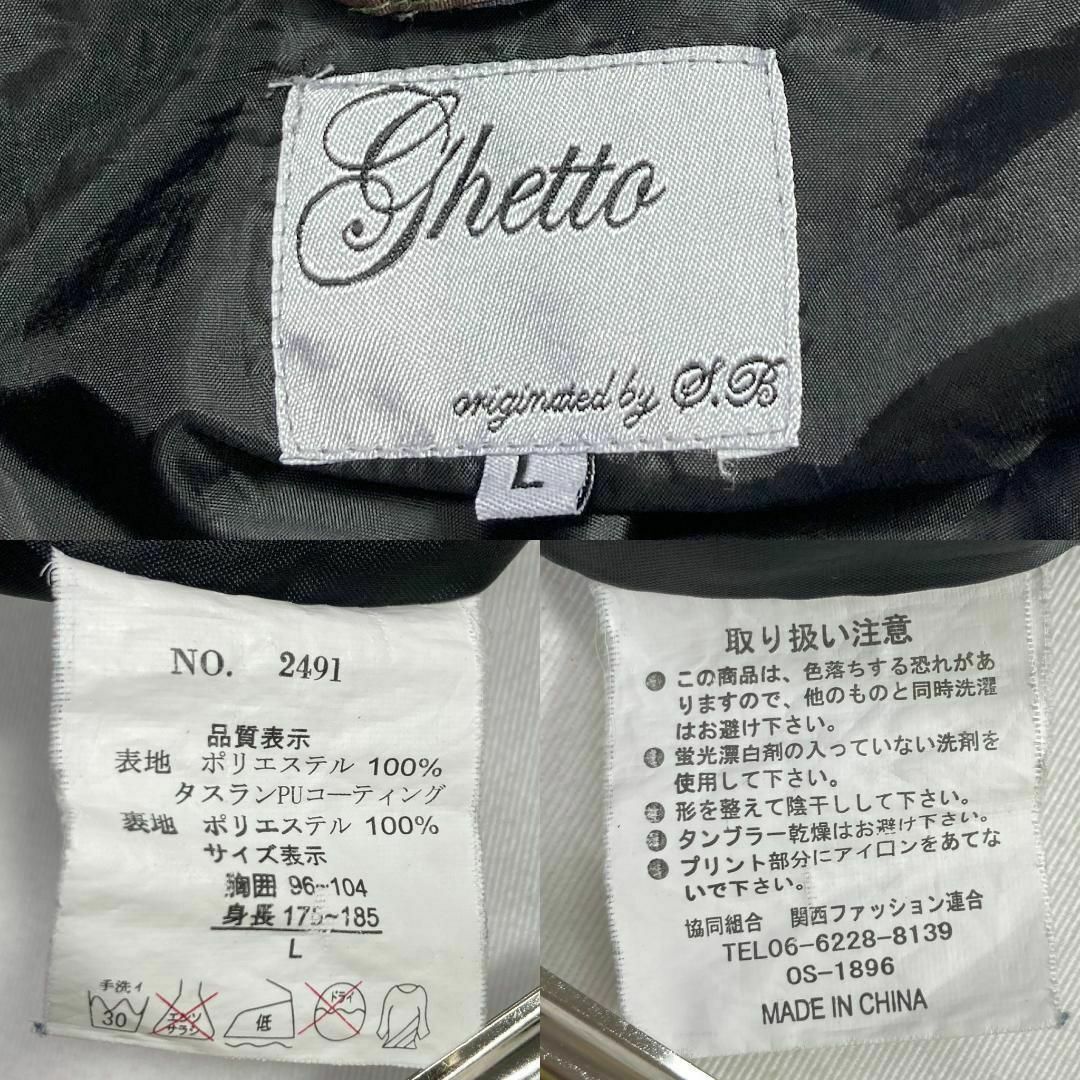 Ghetto
originated by S.B
L
NO. 2491
品質表示
表地 ポリエステル 100%
タスランPUコーティング
裏地 ポリエステル 100%
サイズ表示
胸囲 96~104
身長 175~185
L
手洗イ
30
エンソ
サラシ
低
ドライ
取り扱い注意
● この商品は、色落ちする恐れがあ
りますので、他のものと同時洗濯
はお避け下さい。
● 蛍光漂白剤の入っていない洗剤を
使用して下さい。
● 形を整えて陰干しして下さい。
● タンブラー乾燥はお避け下さい。
● プリント部分にアイロンをあてな
いで下さい。
協同組合 関西ファッション連合
TEL06-6228-8139
OS-1896
MADE IN CHINA